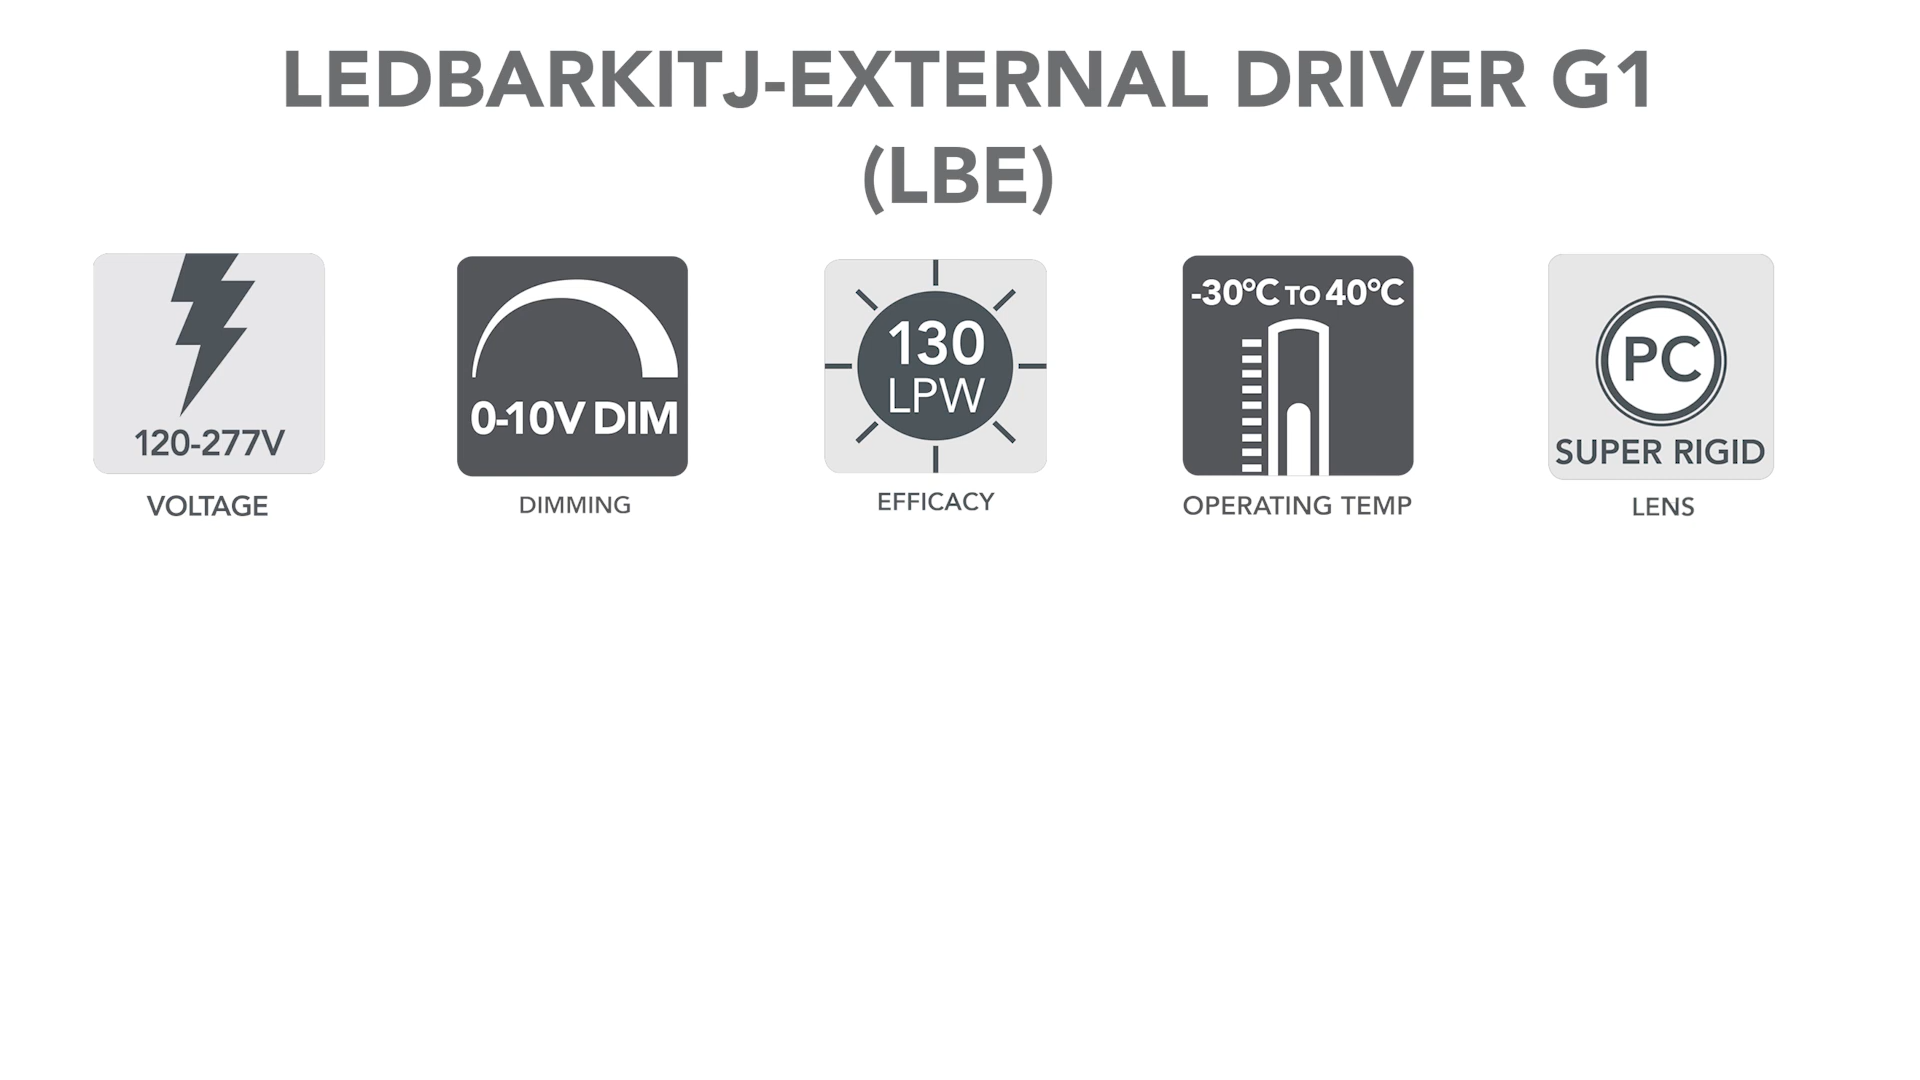 LEDBARKITJ-EXTERNAL DRIVER G1
(LBE)
120-277V
VOLTAGE
0-10V DIM
DIMMING
130
LPW
EFFICACY
-30°C TO 40°C
OPERATING TEMP
PC
SUPER RIGID
LENS